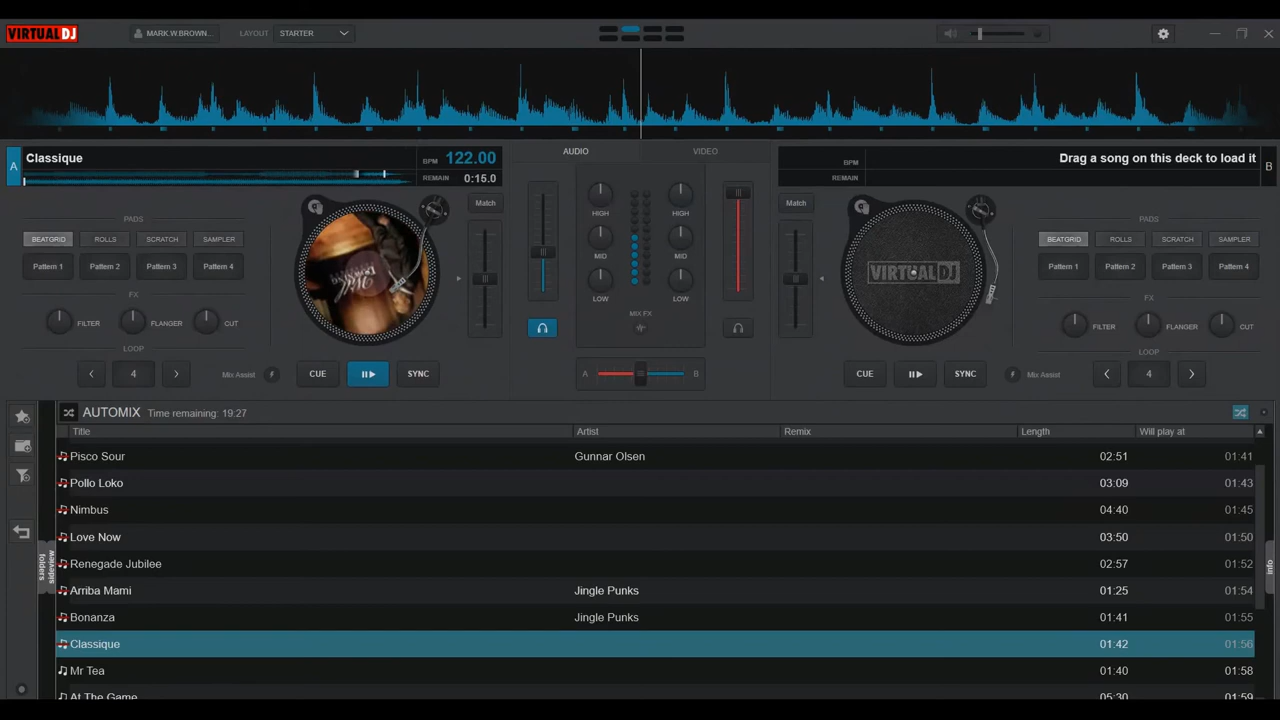 VIRTUALDJ
MARK.W.BROWN...
LAYOUT
STARTER
A
Classique
BPM
122.00
REMAIN
0:15.0
AUDIO
VIDEO
BPM
REMAIN
Drag a song on this deck to load it
B
PADS
BEATGRID
ROLLS
SCRATCH
SAMPLER
Pattern 1
Pattern 2
Pattern 3
Pattern 4
FX
FILTER
FLANGER
CUT
LOOP
4
Mix Assist
CUE
SYNC
Match
HIGH
HIGH
MID
MID
LOW
LOW
MIX FX
A
B
Match
VIRTUALDJ
CUE
SYNC
PADS
BEATGRID
ROLLS
SCRATCH
SAMPLER
Pattern 1
Pattern 2
Pattern 3
Pattern 4
FX
FILTER
FLANGER
CUT
LOOP
Mix Assist
4
AUTOMIX Time remaining: 19:27
Title Artist Remix Length Will play at
Pisco Sour Gunnar Olsen 02:51 01:41
Pollo Loko 03:09 01:43
Nimbus 04:40 01:45
Love Now 03:50 01:50
Renegade Jubilee 02:57 01:52
Arriba Mami Jingle Punks 01:25 01:54
Bonanza Jingle Punks 01:41 01:55
Classique 01:42 01:56
Mr Tea 01:40 01:58
At The Game 05:30 01:59
folders
sideview
info